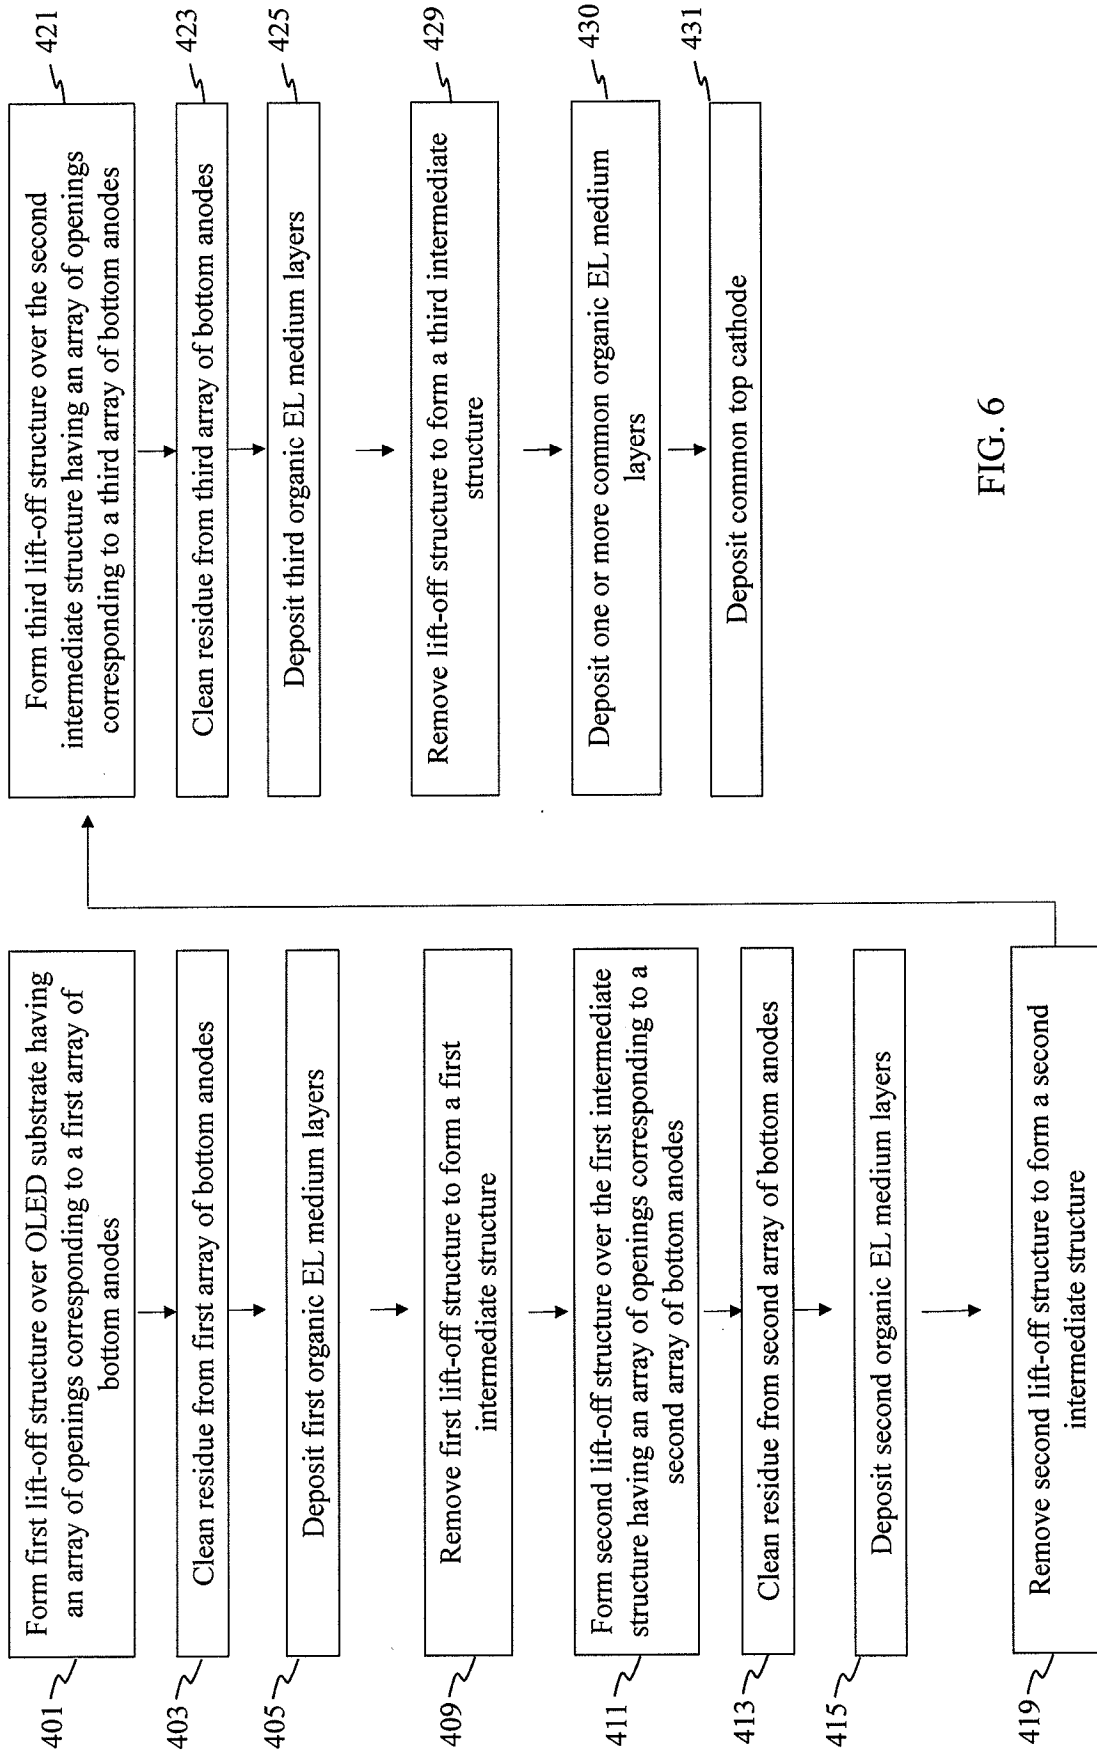 401
Form first lift-off structure over OLED substrate having
an array of openings corresponding to a first array of
bottom anodes
403
Clean residue from first array of bottom anodes
405
Deposit first organic EL medium layers
409
Remove first lift-off structure to form a first
intermediate structure
411
Form second lift-off structure over the first intermediate
structure having an array of openings corresponding to a
second array of bottom anodes
413
Clean residue from second array of bottom anodes
415
Deposit second organic EL medium layers
419
Remove second lift-off structure to form a second
intermediate structure
421
Form third lift-off structure over the second
intermediate structure having an array of openings
corresponding to a third array of bottom anodes
423
Clean residue from third array of bottom anodes
425
Deposit third organic EL medium layers
429
Remove lift-off structure to form a third intermediate
structure
430
Deposit one or more common organic EL medium
layers
431
Deposit common top cathode
FIG. 6